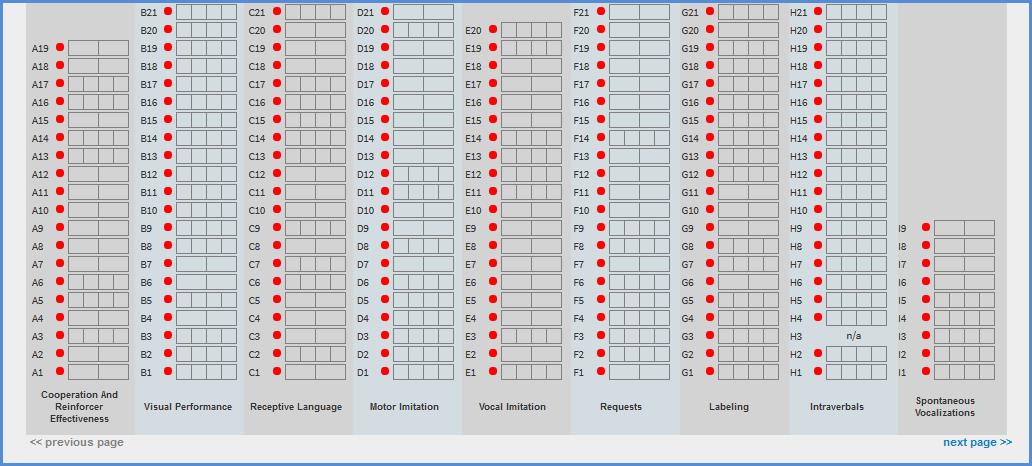 B21 C21 D21 F21 G21 H21
B20 C20 D20 E20 F20 G20 H20
A19 B19 C19 D19 E19 F19 G19 H19
A18 B18 C18 D18 E18 F18 G18 H18
A17 B17 C17 D17 E17 F17 G17 H17
A16 B16 C16 D16 E16 F16 G16 H16
A15 B15 C15 D15 E15 F15 G15 H15
A14 B14 C14 D14 E14 F14 G14 H14
A13 B13 C13 D13 E13 F13 G13 H13
A12 B12 C12 D12 E12 F12 G12 H12
A11 B11 C11 D11 E11 F11 G11 H11
A10 B10 C10 D10 E10 F10 G10 H10
A9 B9 C9 D9 E9 F9 G9 H9 I9
A8 B8 C8 D8 E8 F8 G8 H8 I8
A7 B7 C7 D7 E7 F7 G7 H7 I7
A6 B6 C6 D6 E6 F6 G6 H6 I6
A5 B5 C5 D5 E5 F5 G5 H5 I5
A4 B4 C4 D4 E4 F4 G4 H4 I4
A3 B3 C3 D3 E3 F3 G3 H3 n/a I3
A2 B2 C2 D2 E2 F2 G2 H2 I2
A1 B1 C1 D1 E1 F1 G1 H1 I1
Cooperation And
Reinforcer
Effectiveness
Visual Performance
Receptive Language
Motor Imitation
Vocal Imitation
Requests
Labeling
Intraverbals
Spontaneous
Vocalizations
<< previous page
next page >>